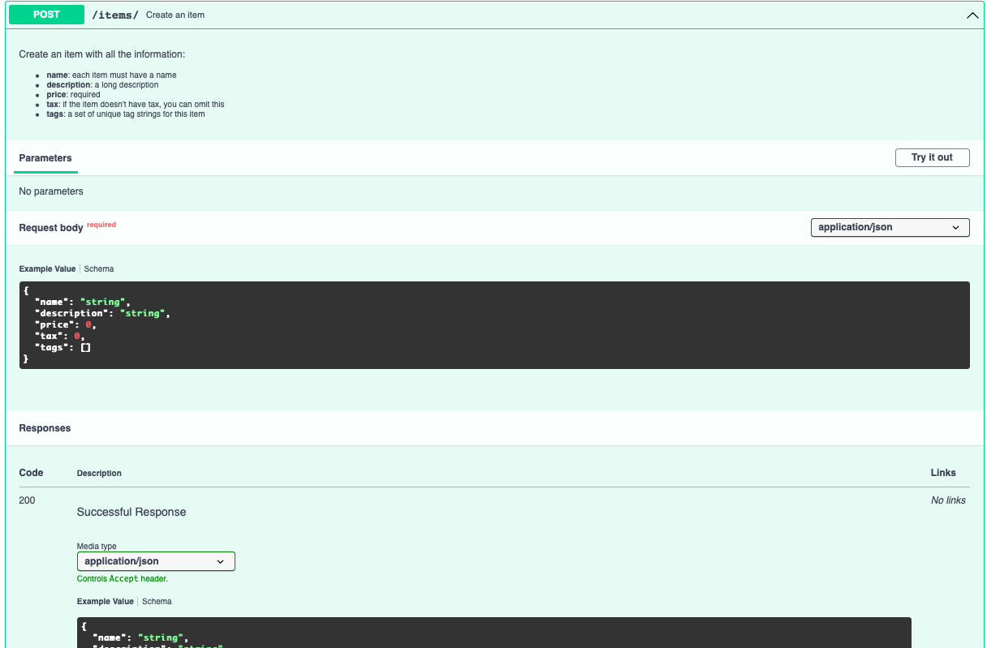 POST /items/ Create an item
Create an item with all the information:
• name: each item must have a name
• description: a long description
• price: required
• tax: if the item doesn't have tax, you can omit this
• tags: a set of unique tag strings for this item
Parameters Try it out
No parameters
Request body required application/json
Example Value Schema
{
"name": "string",
"description": "string",
"price": 0,
"tax": 0,
"tags": []
}
Responses
Code Description Links
200 No links
Successful Response
Media type
application/json
Controls Accept header.
Example Value Schema
{
"name": "string",
"description": "string"